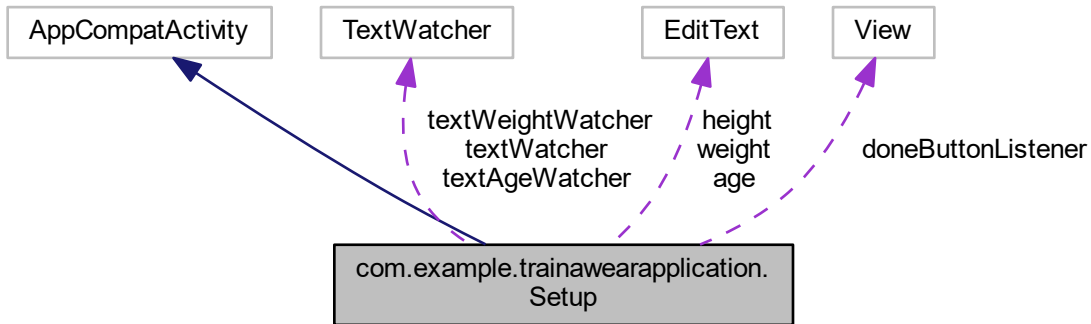 AppCompatActivity
TextWatcher
EditText
View
textWeightWatcher
textWatcher
textAgeWatcher
height
weight
age
doneButtonListener
com.example.trainawearapplication.
Setup